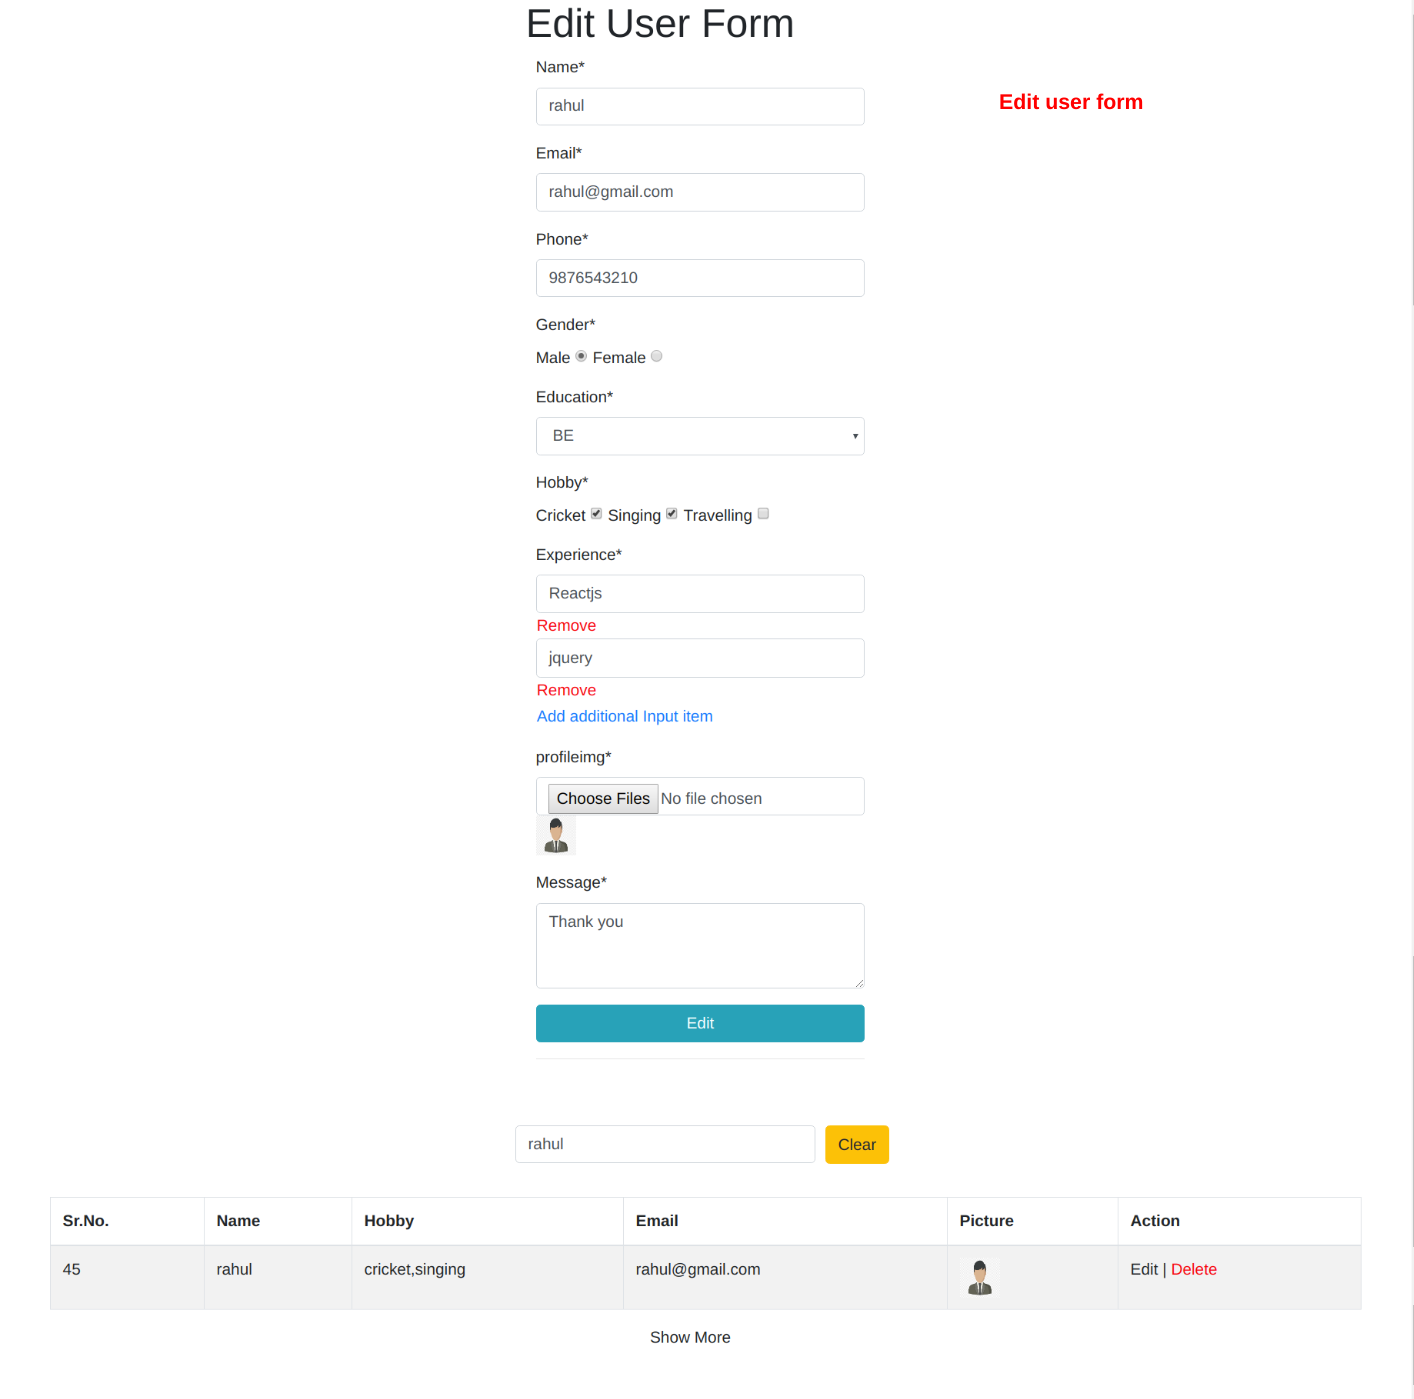 Edit User Form
Name*
Edit user form
rahul
Email*
rahul@gmail.com
Phone*
9876543210
Gender*
Male Female
Education*
BE
Hobby*
Cricket Singing Travelling
Experience*
Reactjs
Remove
jquery
Remove
Add additional Input item
profileimg*
Choose Files No file chosen
Message*
Thank you
Edit
rahul Clear
Sr.No. Name Hobby Email Picture Action
45 rahul cricket,singing rahul@gmail.com Edit | Delete
Show More